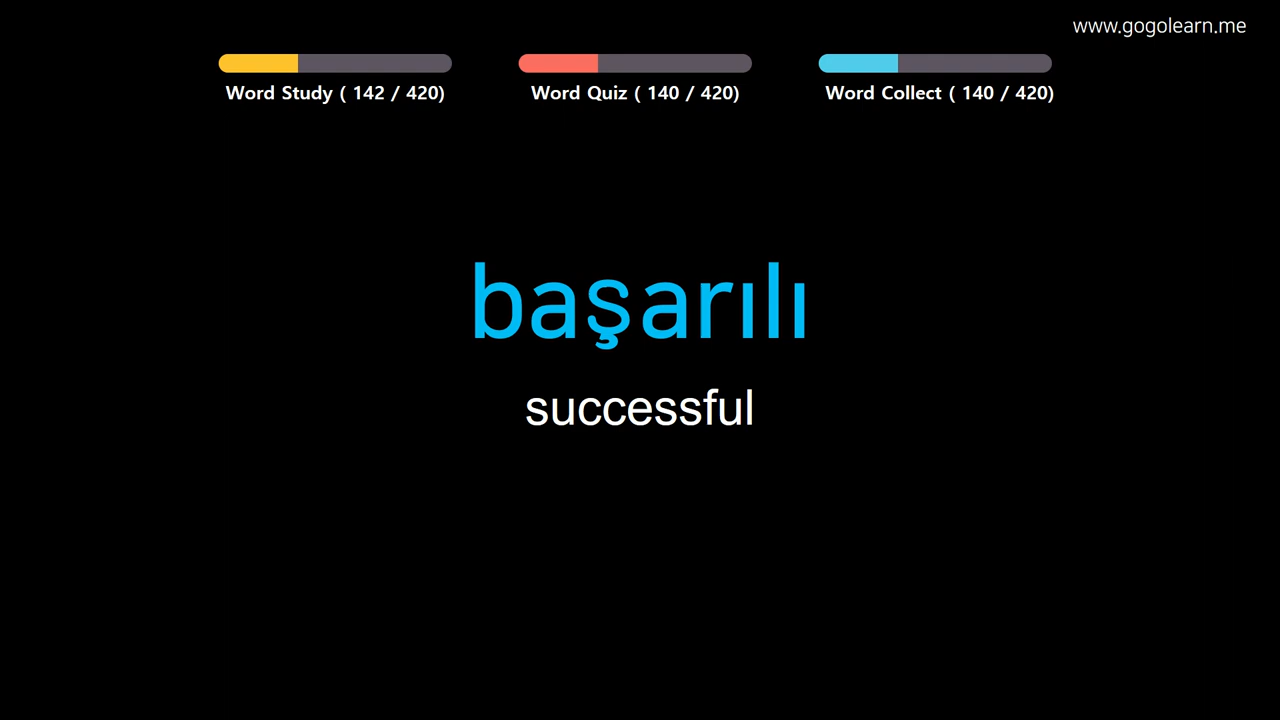 www.gogolearn.me
Word Study ( 142 / 420)
Word Quiz ( 140 / 420)
Word Collect ( 140 / 420)
başarılı
successful